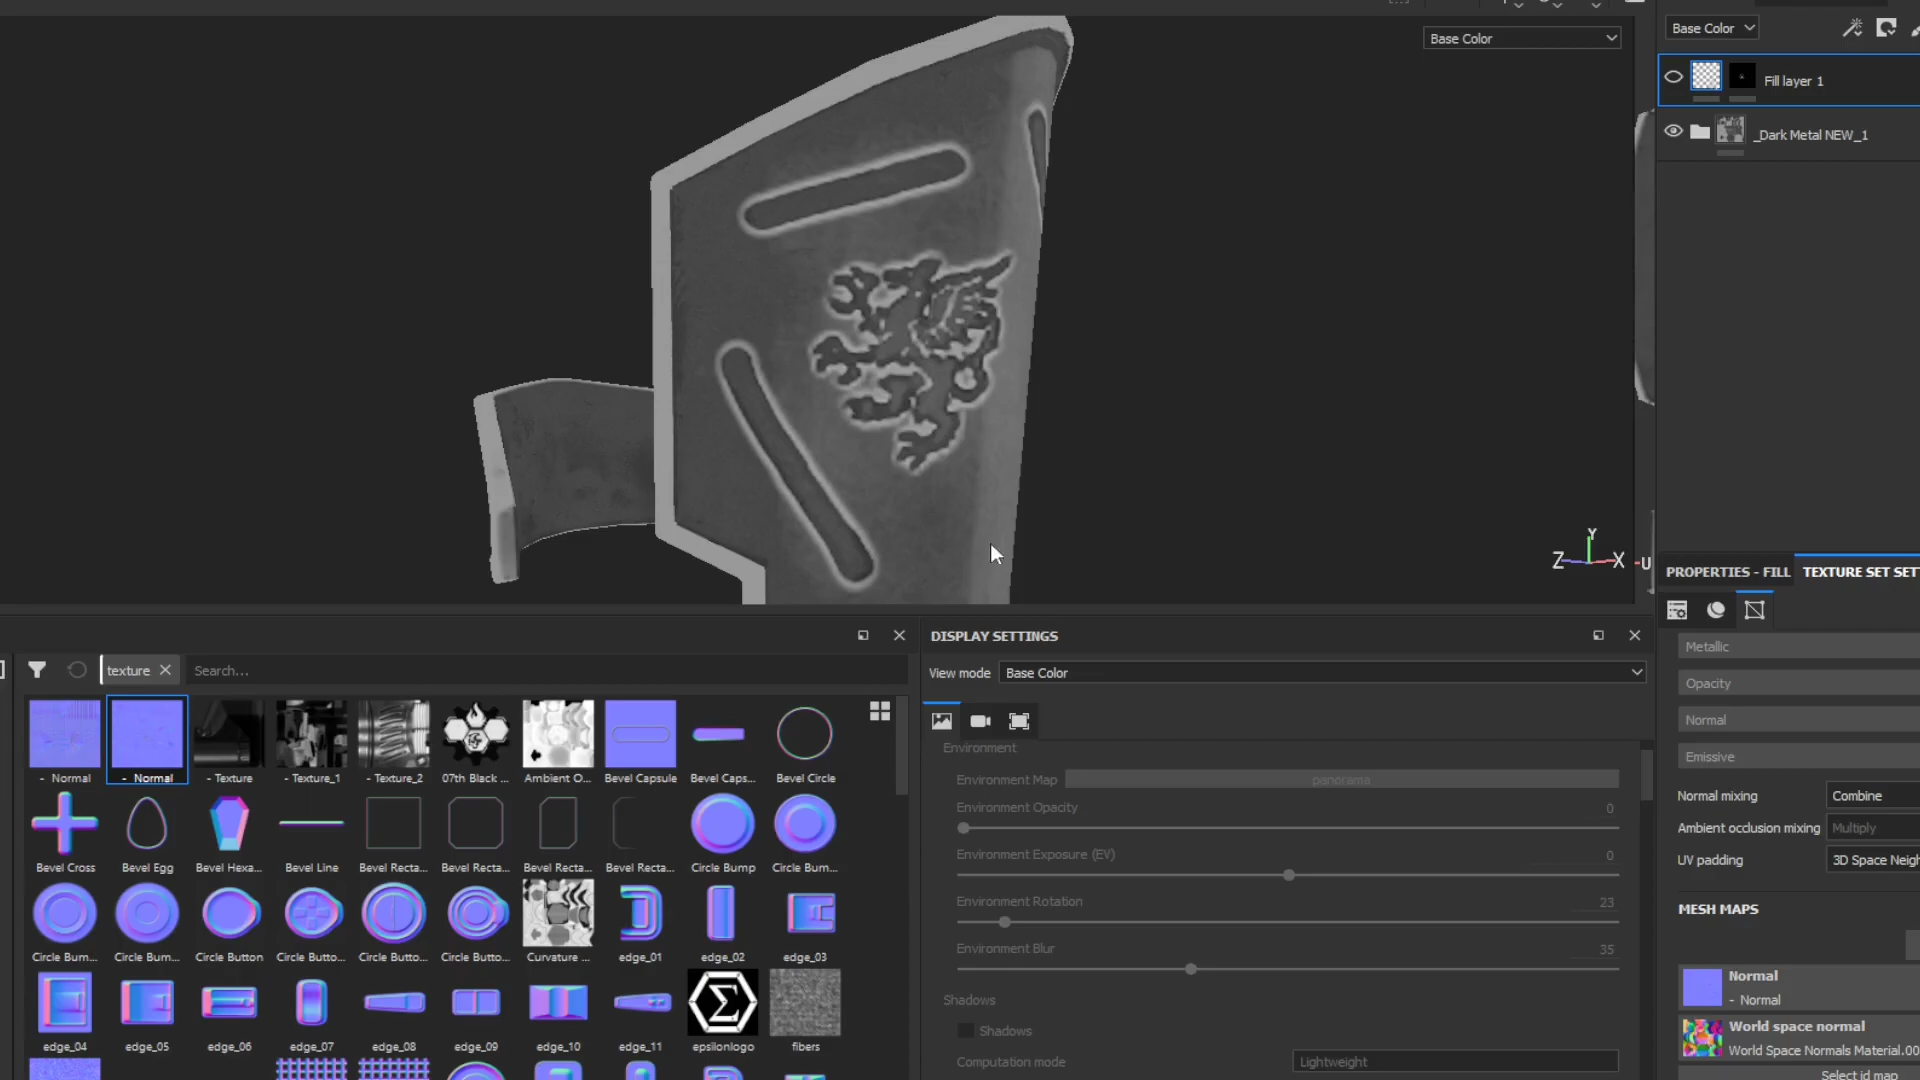 Base Color
Base Color
Fill layer 1
_Dark Metal NEW_1
Y
Z
X
U
PROPERTIES - FILL
TEXTURE SET SET
DISPLAY SETTINGS
texture
Search...
View mode
Base Color
- Normal
- Normal
- Texture
- Texture_1
- Texture_2
07th Black ...
Ambient O...
Bevel Capsule
Bevel Caps...
Bevel Circle
Bevel Cross
Bevel Egg
Bevel Hexa...
Bevel Line
Bevel Recta...
Bevel Recta...
Bevel Recta...
Bevel Recta...
Circle Bump
Circle Bum...
Circle Bum...
Circle Bum...
Circle Button
Circle Butto...
Circle Butto...
Circle Butto...
Curvature ...
edge_01
edge_02
edge_03
edge_04
edge_05
edge_06
edge_07
edge_08
edge_09
edge_10
edge_11
epsilonlogo
fibers
Environment
Environment Map
panorama
Environment Opacity
0
Environment Exposure (EV)
0
Environment Rotation
23
Environment Blur
35
Shadows
Shadows
Computation mode
Lightweight
Metallic
Opacity
Normal
Emissive
Normal mixing
Combine
Ambient occlusion mixing
Multiply
UV padding
3D Space Neigh
MESH MAPS
Normal
- Normal
World space normal
World Space Normals Material.00
Select id map